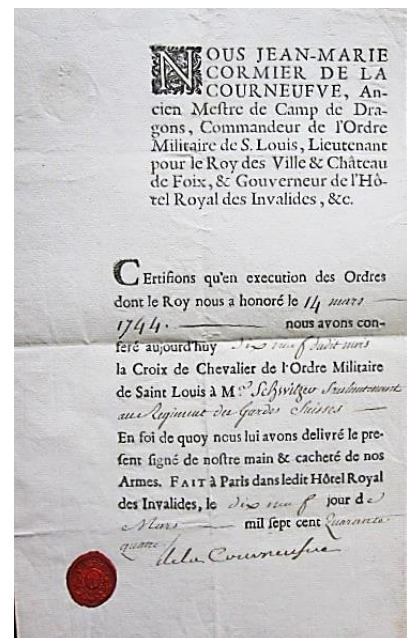 NOUS JEAN-MARIE
CORMIER DE LA
COURNEUFVE, An-
cien Mestre de Camp de Dra-
gons, Commandeur de l'Ordre
Militaire de S. Louis, Lieutenant
pour le Roy des Ville & Château
de Foix, & Gouverneur de l'Hô-
tel Royal des Invalides, &c.
CErtifions qu'en execution des Ordres
dont le Roy nous a honoré le 14 mars
1744. nous avons con-
féré aujourd'huy dix neuf dudit mois
la Croix de Chevalier de l'Ordre Militaire
de Saint Louis à Mr. Schwitzer Souslieutenant
au Regiment des Gardes Suisses
En foi de quoy nous lui avons delivré le pre-
sent signé de nostre main & cacheté de nos
Armes. FAIT à Paris dans ledit Hôtel Royal
des Invalides, le dix neuf jour de
Mars mil sept cent Quarante
quatre
de la Courneufve